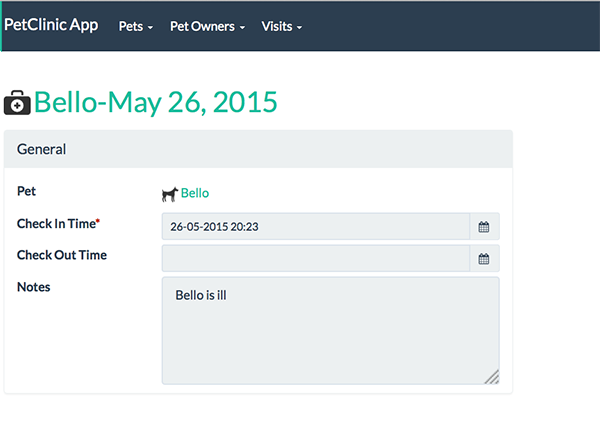 PetClinic App Pets Pet Owners Visits
Bello-May 26, 2015
General
Pet Bello
Check In Time* 26-05-2015 20:23
Check Out Time
Notes Bello is ill